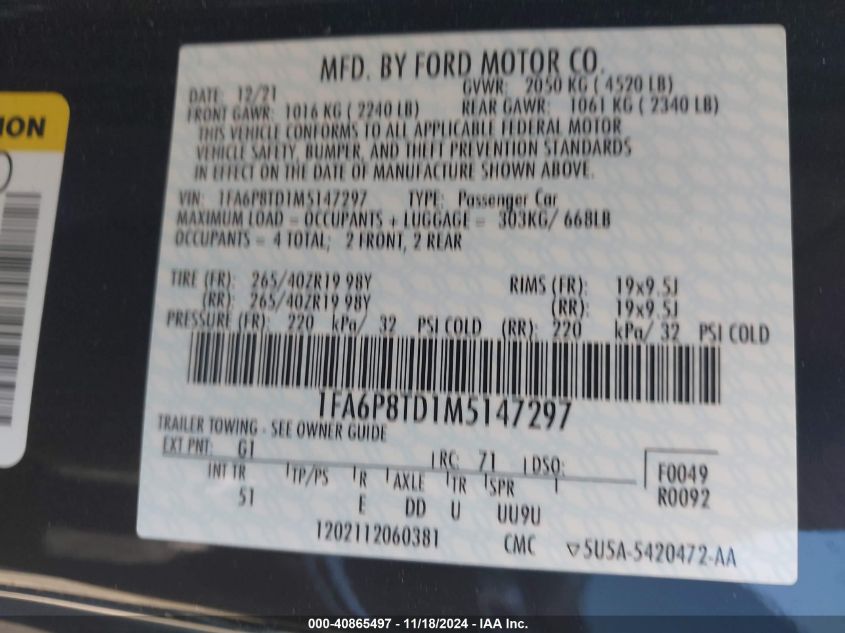 ION
MFD. BY FORD MOTOR CO.
DATE: 12/21 GVWR: 2050 KG ( 4520 LB)
FRONT GAWR: 1016 KG ( 2240 LB) REAR GAWR: 1061 KG ( 2340 LB)
THIS VEHICLE CONFORMS TO ALL APPLICABLE FEDERAL MOTOR
VEHICLE SAFETY, BUMPER, AND THEFT PREVENTION STANDARDS
IN EFFECT ON THE DATE OF MANUFACTURE SHOWN ABOVE.
VIN: 1FA6P8TD1M5147297 TYPE: Passenger Car
MAXIMUM LOAD = OCCUPANTS + LUGGAGE = 303KG/ 668LB
OCCUPANTS = 4 TOTAL; 2 FRONT, 2 REAR
TIRE (FR): 265/40ZR19 98Y RIMS (FR): 19x9.5J
(RR): 265/40ZR19 98Y (RR): 19x9.5J
PRESSURE (FR): 220 kPa/ 32 PSI COLD (RR): 220 kPa/ 32 PSI COLD
1FA6P8TD1M5147297
TRAILER TOWING - SEE OWNER GUIDE
EXT PNT: G1 RC: 71 DSO: F0049
INT TR TP/PS R AXLE TR SPR R0092
51 E DD U UU9U
1202112060381 CMC ▽5U5A-5420472-AA
000-40865497 - 11/18/2024 - IAA Inc.